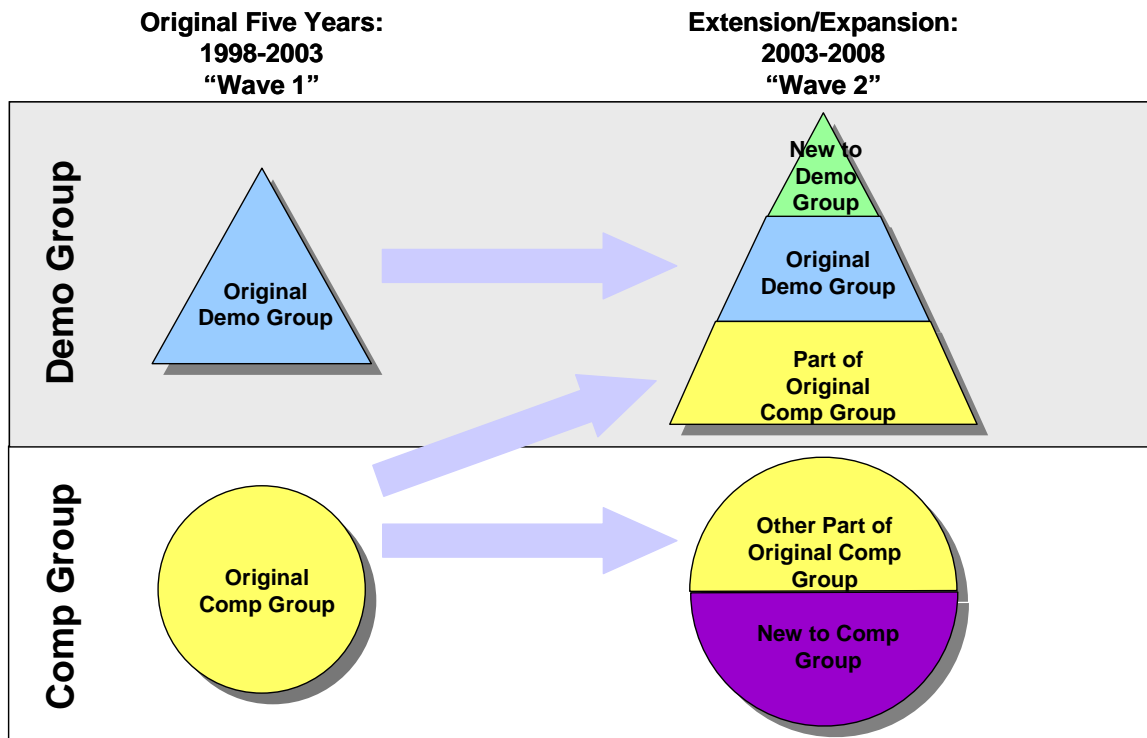 Original Five Years:
1998-2003
“Wave 1”
Extension/Expansion:
2003-2008
“Wave 2”
Demo Group
Original
Demo Group
New to
Demo
Group
Original
Demo Group
Part of
Original
Comp Group
Comp Group
Original
Comp Group
Other Part of
Original Comp
Group
New to Comp
Group